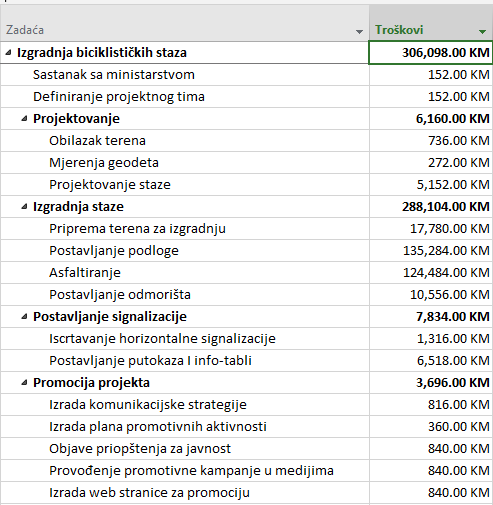 Zadaća Troškovi
Izgradnja biciklističkih staza 306,098.00 KM
Sastanak sa ministarstvom 152.00 KM
Definiranje projektnog tima 152.00 KM
Projektovanje 6,160.00 KM
Obilazak terena 736.00 KM
Mjerenja geodeta 272.00 KM
Projektovanje staze 5,152.00 KM
Izgradnja staze 288,104.00 KM
Priprema terena za izgradnju 17,780.00 KM
Postavljanje podloge 135,284.00 KM
Asfaltiranje 124,484.00 KM
Postavljanje odmorišta 10,556.00 KM
Postavljanje signalizacije 7,834.00 KM
Iscrtavanje horizontalne signalizacije 1,316.00 KM
Postavljanje putokaza I info-tabli 6,518.00 KM
Promocija projekta 3,696.00 KM
Izrada komunikacijske strategije 816.00 KM
Izrada plana promotivnih aktivnosti 360.00 KM
Objave priopštenja za javnost 840.00 KM
Provođenje promotivne kampanje u medijima 840.00 KM
Izrada web stranice za promociju 840.00 KM